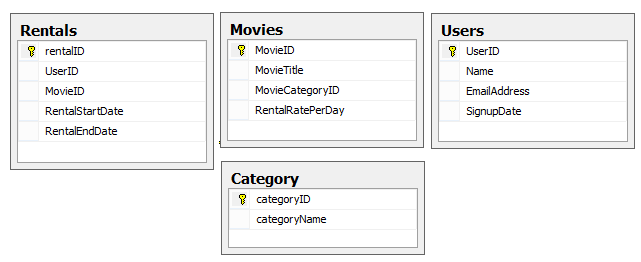 Rentals
rentalID
UserID
MovieID
RentalStartDate
RentalEndDate
Movies
MovieID
MovieTitle
MovieCategoryID
RentalRatePerDay
Users
UserID
Name
EmailAddress
SignupDate
Category
categoryID
categoryName